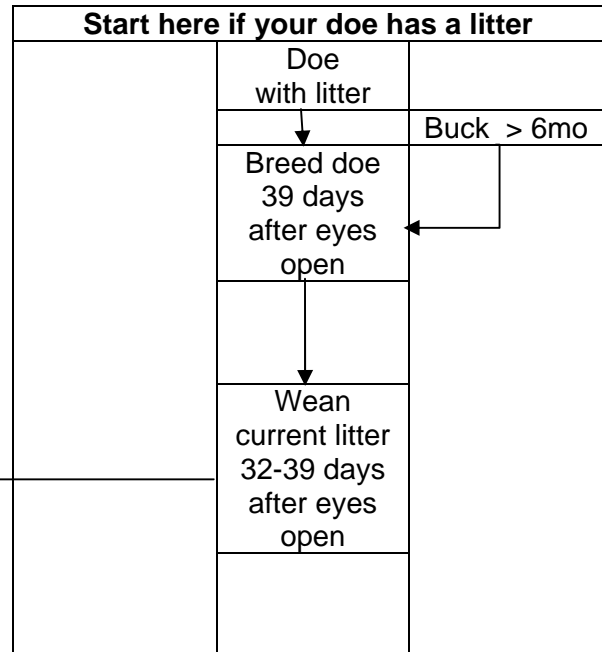 Start here if your doe has a litter
Doe
with litter
Buck > 6mo
Breed doe
39 days
after eyes
open
Wean
current litter
32-39 days
after eyes
open